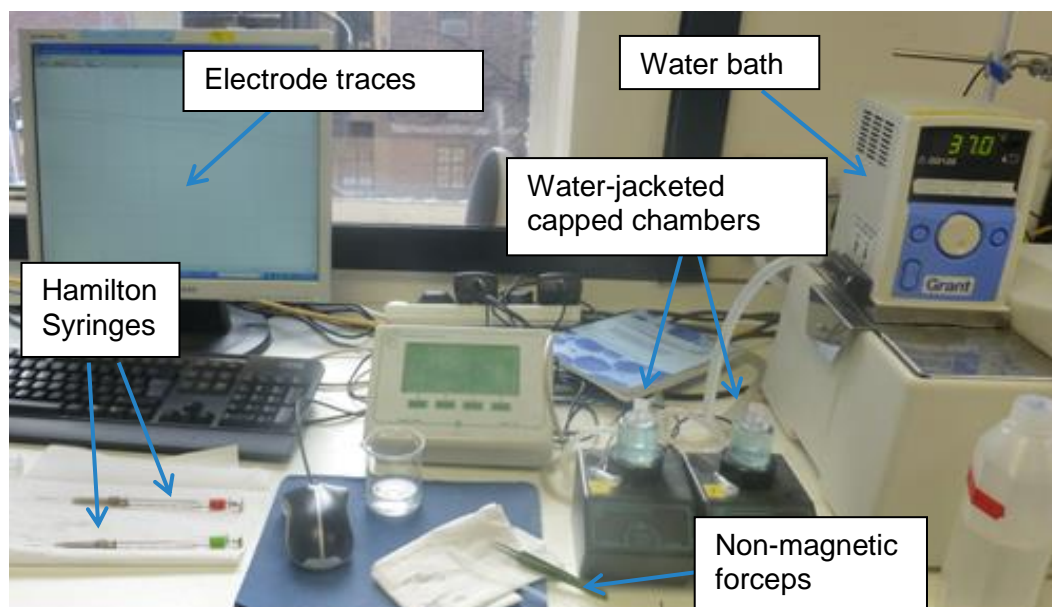 Electrode traces
Water bath
Water-jacketed
capped chambers
37.0
Grant
Hamilton
Syringes
Non-magnetic
forceps